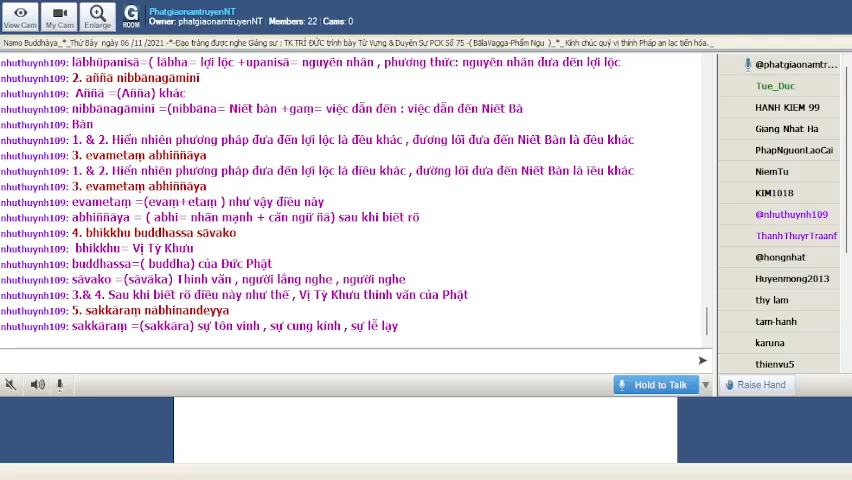 PhatgiaonamtruyenNT
Owner: phatgiaonamtruyenNT
Members: 22 / Cams: 0
View Cam
My Cam
Enlarge
G ROOM
Namo Buddhàya_*_Thứ Bảy ngày 06 /11 /2021 -*-Đạo tràng được nghe Giảng sư : TK TRÍ ĐỨC trình bày Từ Vựng & Duyên Sự PCK Số 75 -( BālaVagga-Phẩm Ngu )_*_ Kính chúc quý vị thính Pháp an lạc tiến hóa._
nhuthuynh109: lābhūpanisā=( lābha= lợi lộc +upanisā= nguyên nhân , phương thức: nguyên nhân đưa đến lợi lộc
nhuthuynh109: 2. aññā nibbānagāminī
nhuthuynh109: Aññā =(Añña) khác
nhuthuynh109: nibbānagāminī =(nibbāna= Niết bàn +gaṃ= việc dẫn đến : việc dẫn đến Niết Bà
nhuthuynh109: Bàn
nhuthuynh109: 1. & 2. Hiển nhiên phương pháp đưa đến lợi lộc là đều khác , đương lối đưa đến Niết Bàn là đều khác
nhuthuynh109: 3. evametaṃ abhiññāya
nhuthuynh109: 1. & 2. Hiển nhiên phương pháp đưa đến lợi lộc là điều khác , đường lối đưa đến Niết Bàn là ìều khác
nhuthuynh109: 3. evametaṃ abhiññāya
nhuthuynh109: evametaṃ =(evaṃ+etaṃ ) như vậy điều này
nhuthuynh109: abhiññāya = ( abhi= nhấn mạnh + căn ngữ ñā) sau khi biết rõ
nhuthuynh109: 4. bhikkhu buddhassa sāvako
nhuthuynh109: bhikkhu= Vị Tỳ Khưu
nhuthuynh109: buddhassa=( buddha) của Đức Phật
nhuthuynh109: sāvako =(sāvāka) Thinh văn , người lắng nghe , người nghe
nhuthuynh109: 3.& 4. Sau khi biết rõ điều này như thế , Vị Tỳ Khưu thinh văn của Phật
nhuthuynh109: 5. sakkāraṃ nābhinandeyya
nhuthuynh109: sakkāraṃ =(sakkāra) sự tôn vinh , sự cung kính , sự lễ lạy
Hold to Talk
@phatgiaonamtr...
Tue_Duc
HANH KIEM 99
Giang Nhat Ha
PhapNguonLaoCai
NiemTu
KIM1018
@nhuthuynh109
ThanhThuyrTraanf
@hongnhat
Huyenmong2013
thy lam
tam-hanh
karuna
thienvu5
Raise Hand